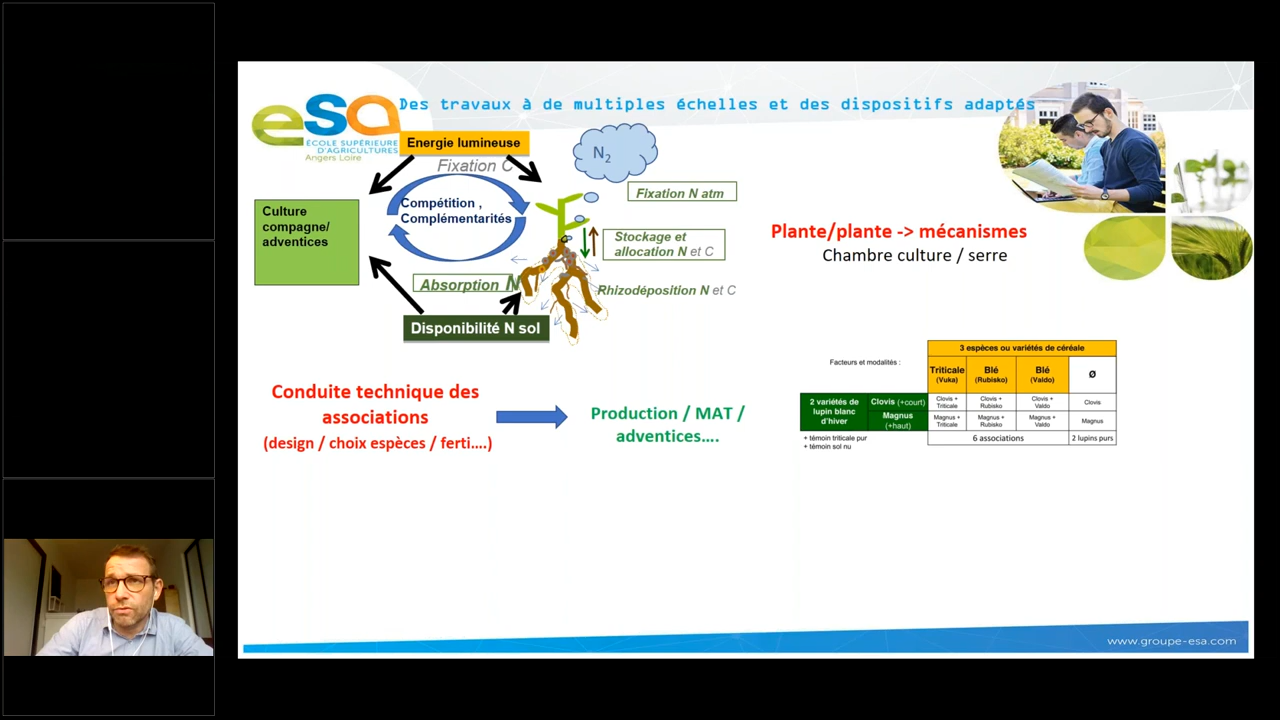 Des travaux à de multiples échelles et des dispositifs adaptés
esa
ÉCOLE SUPÉRIEURE
D'AGRICULTURES
Angers Loire
Energie lumineuse
Fixation C
N2
Fixation N atm
Culture
compagne/
adventices
Compétition ,
Complémentarités
Stockage et
allocation N et C
Absorption N
Rhizodéposition N et C
Disponibilité N sol
Plante/plante -> mécanismes
Chambre culture / serre
Conduite technique des
associations
(design / choix espèces / ferti....)
Production / MAT /
adventices....
Facteurs et modalités :
3 espèces ou variétés de céréale
Triticale
(Vuka)
Blé
(Rubisko)
Blé
(Valdo)
Ø
2 variétés de
lupin blanc
d'hiver
Clovis (+court)
Clovis +
Triticale
Clovis +
Rubisko
Clovis +
Valdo
Clovis
Magnus
(+haut)
Magnus +
Triticale
Magnus +
Rubisko
Magnus +
Valdo
Magnus
+ témoin triticale pur
+ témoin sol nu
6 associations
2 lupins purs
www.groupe-esa.com